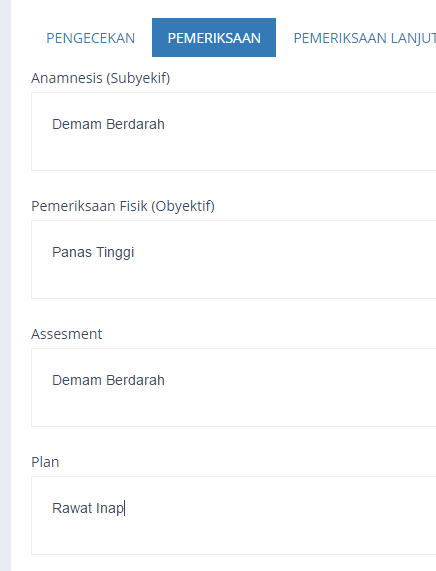 PENGECEKAN PEMERIKSAAN PEMERIKSAAN LANJUT
Anamnesis (Subyekif)
Demam Berdarah
Pemeriksaan Fisik (Obyektif)
Panas Tinggi
Assesment
Demam Berdarah
Plan
Rawat Inap